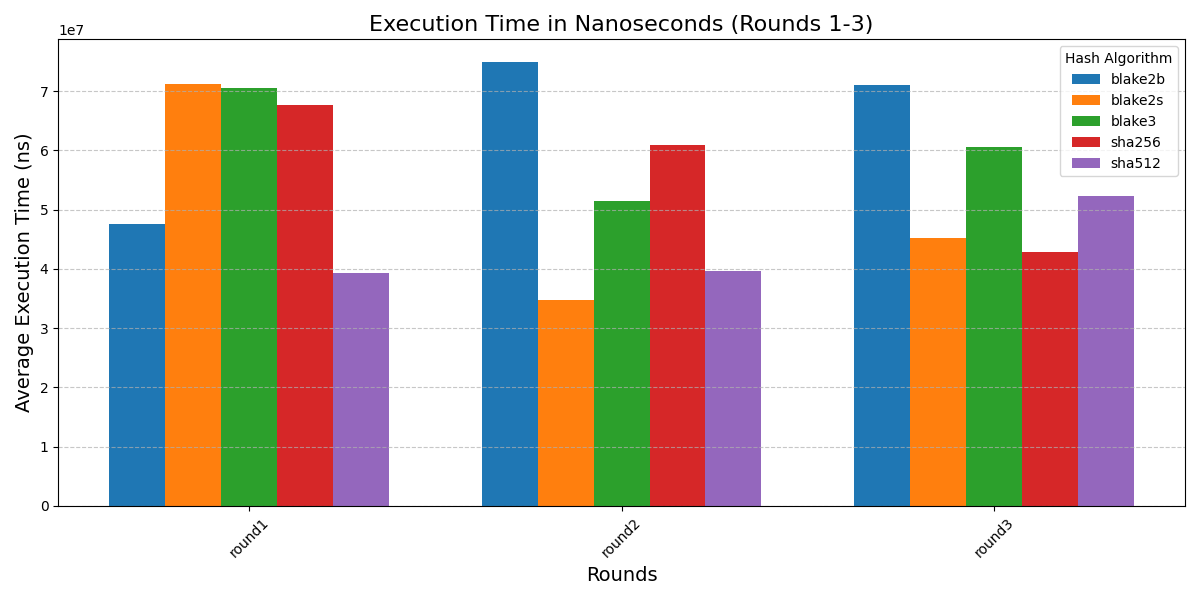 Execution Time in Nanoseconds (Rounds 1-3)
1e7
Average Execution Time (ns)
7
6
5
4
3
2
1
0
Hash Algorithm
blake2b
blake2s
blake3
sha256
sha512
round1
round2
round3
Rounds